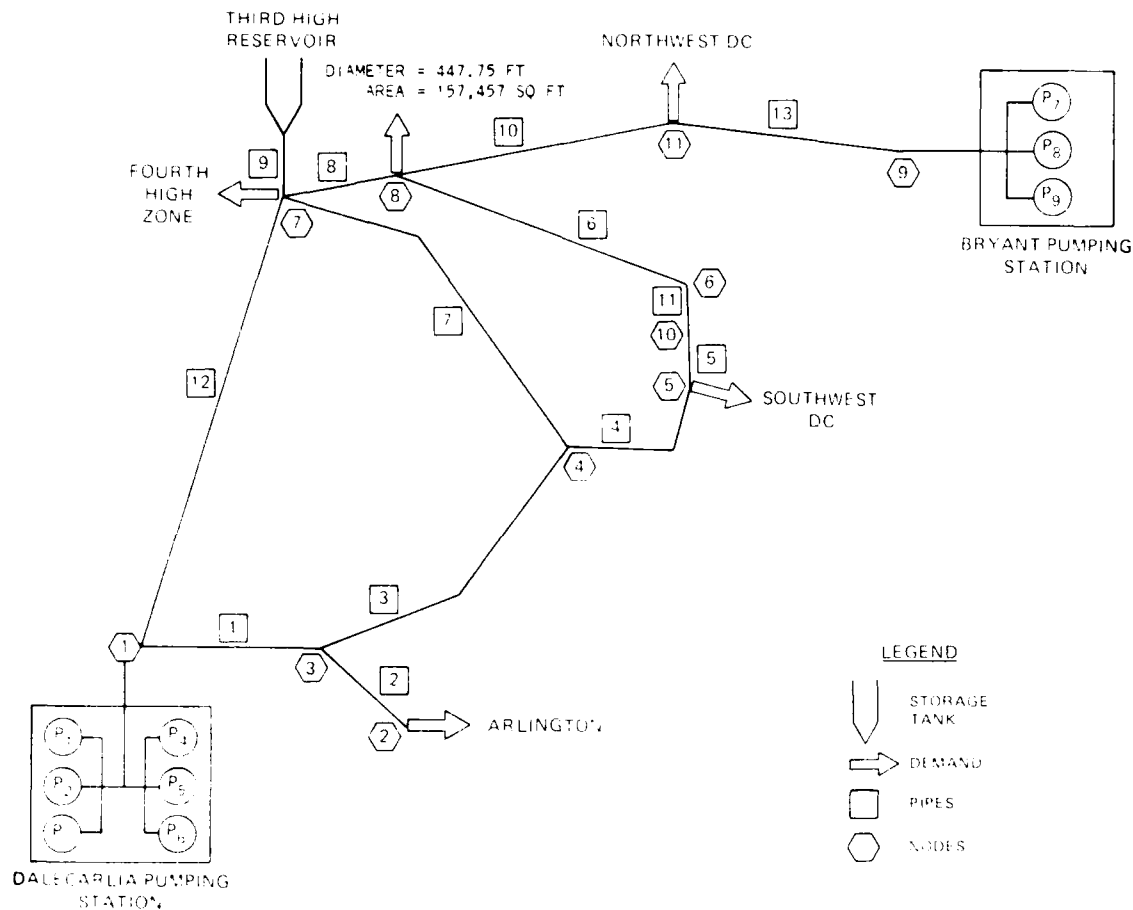 THIRD HIGH
RESERVOIR
DIAMETER = 447.75 FT
AREA = 157,457 SQ FT
NORTHWEST DC
13
10
11
9
P7
P8
P9
BRYANT PUMPING
STATION
9
8
8
FOURTH
HIGH
ZONE
7
6
6
11
10
7
5
5
SOUTHWEST
DC
12
4
4
3
1
1
3
2
2
ARLINGTON
P3
P4
P2
P5
P
P6
DALECARLIA PUMPING
STATION
LEGEND
STORAGE
TANK
DEMAND
PIPES
NODES